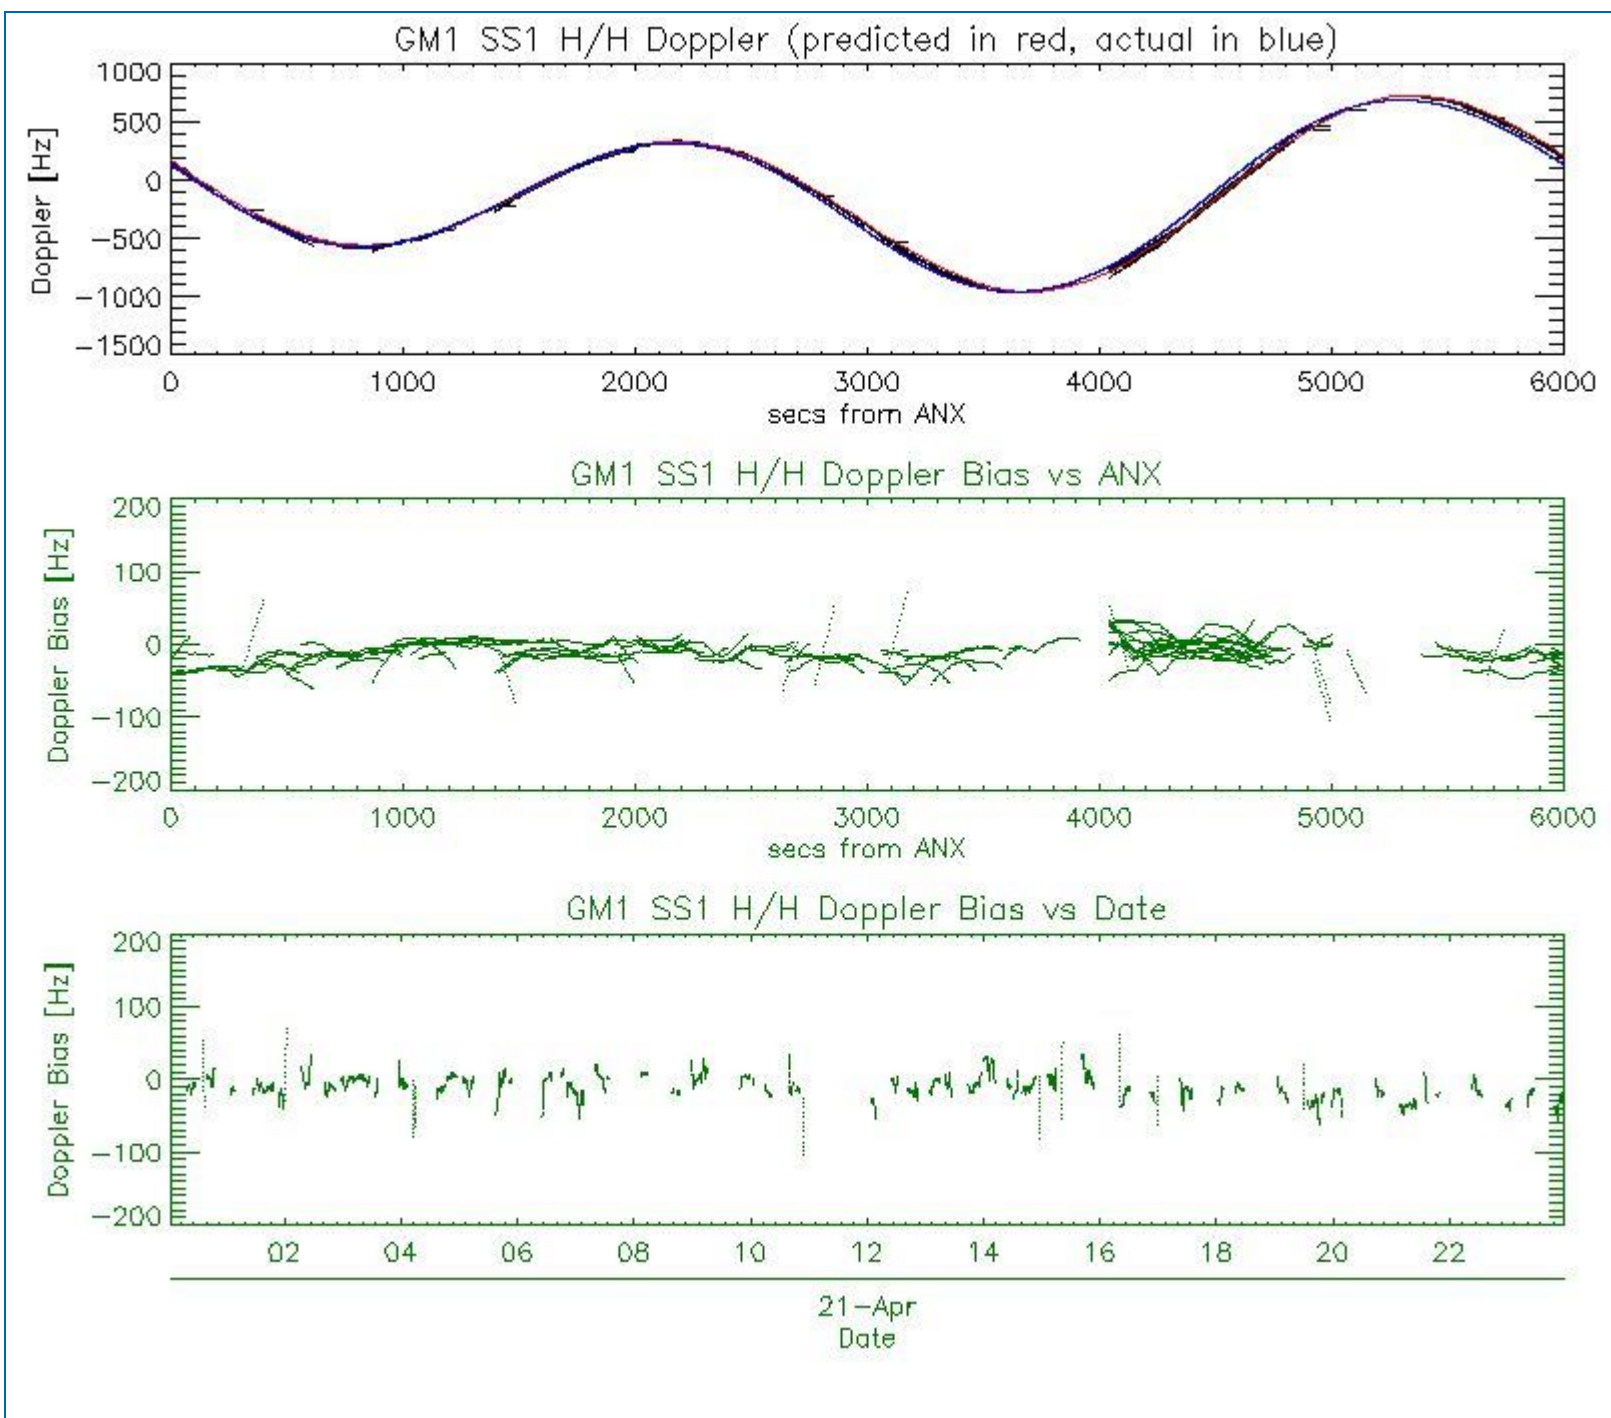 GM1 SS1 H/H Doppler (predicted in red, actual in blue)
1000
500
0
-500
-1000
-1500
Doppler [Hz]
0 1000 2000 3000 4000 5000 6000
secs from ANX
GM1 SS1 H/H Doppler Bias vs ANX
200
100
0
-100
-200
Doppler Bias [Hz]
0 1000 2000 3000 4000 5000 6000
secs from ANX
GM1 SS1 H/H Doppler Bias vs Date
200
100
0
-100
-200
Doppler Bias [Hz]
02 04 06 08 10 12 14 16 18 20 22
21-Apr
Date